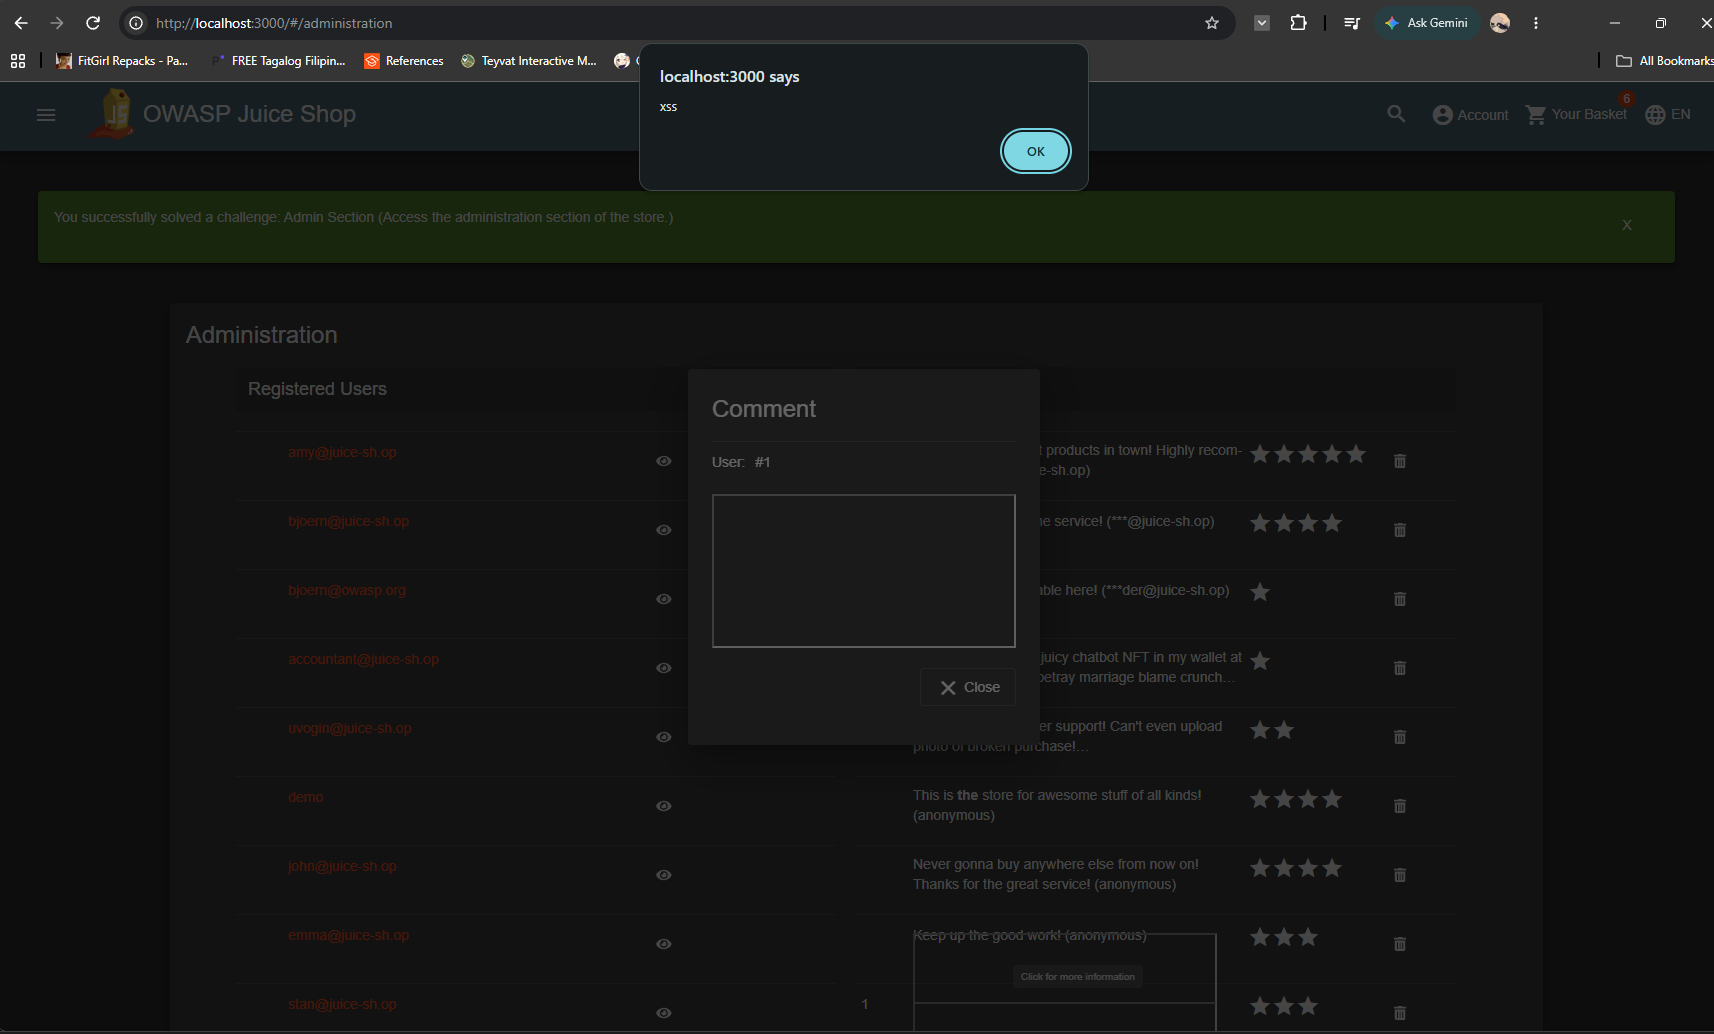 http://localhost:3000/#/administration
Ask Gemini
FitGirl Repacks - Pa...
FREE Tagalog Filipin...
References
Teyvat Interactive M...
All Bookmarks
localhost:3000 says
xss
OK
OWASP Juice Shop
Account
Your Basket
6
EN
You successfully solved a challenge: Admin Section (Access the administration section of the store.)
X
Administration
Registered Users
Comment
User: #1
Close
amy@juice-sh.op
products in town! Highly recom-
e-sh.op)
bjoern@juice-sh.op
service! (***@juice-sh.op)
bjoern@owasp.org
here! (***der@juice-sh.op)
accountant@juice-sh.op
juicy chatbot NFT in my wallet at
betray marriage blame crunch...
uvogin@juice-sh.op
support! Can't even upload
photo of broken purchase!...
demo
This is the store for awesome stuff of all kinds!
(anonymous)
john@juice-sh.op
Never gonna buy anywhere else from now on!
Thanks for the great service! (anonymous)
emma@juice-sh.op
Keep up the good work! (anonymous)
Click for more information
stan@juice-sh.op
1